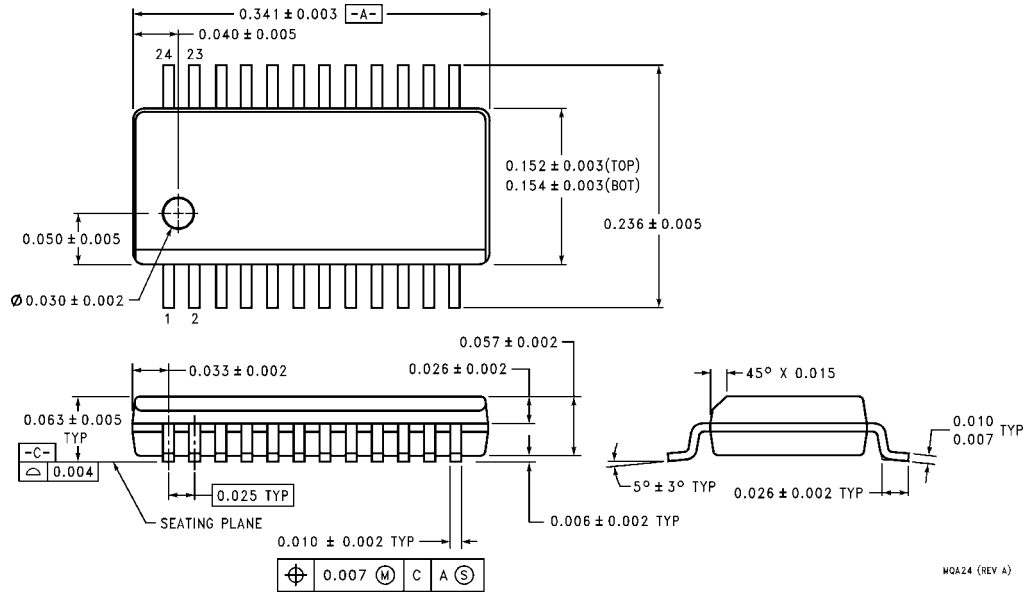 0.341 ± 0.003 -A-
0.040 ± 0.005
24 23
0.152 ± 0.003(TOP)
0.154 ± 0.003(BOT)
0.236 ± 0.005
0.050 ± 0.005
Ø 0.030 ± 0.002
1 2
0.057 ± 0.002
0.033 ± 0.002
0.026 ± 0.002
45° X 0.015
0.063 ± 0.005
TYP
0.010
0.007 TYP
-C-
⌓ 0.004
0.025 TYP
5° ± 3° TYP
0.026 ± 0.002 TYP
SEATING PLANE
0.006 ± 0.002 TYP
0.010 ± 0.002 TYP
⌖ 0.007 Ⓜ C A Ⓢ
MQA24 (REV A)